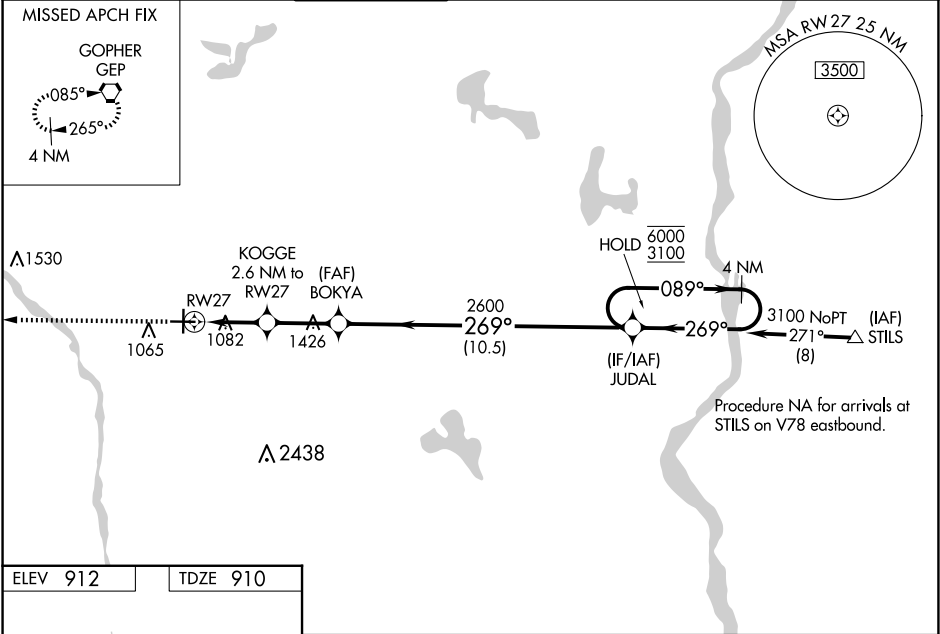 MISSED APCH FIX
GOPHER
GEP
085°
265°
4 NM
MSA RW27 25 NM
3500
1530
KOGGE
2.6 NM to
RW27
(FAF)
BOKYA
RW27
1065
1082
1426
2600
269°
(10.5)
HOLD
6000
3100
4 NM
089°
269°
(IF/IAF)
JUDAL
3100 NoPT
271°
(8)
(IAF)
STILS
Procedure NA for arrivals at
STILS on V78 eastbound.
2438
ELEV 912
TDZE 910